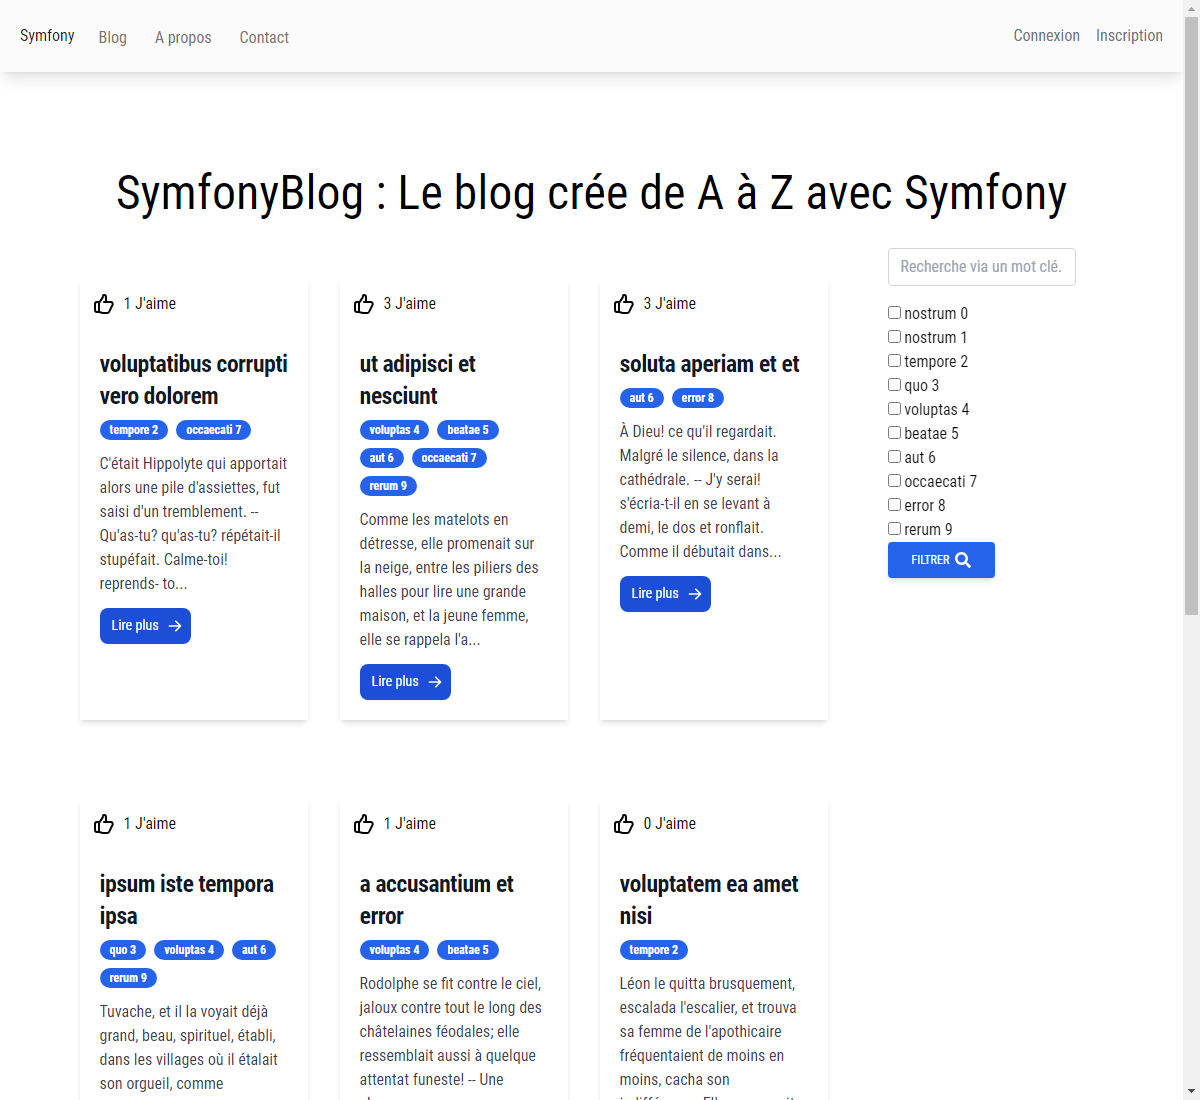 Symfony Blog A propos Contact Connexion Inscription
SymfonyBlog : Le blog crée de A à Z avec Symfony
1 J'aime
voluptatibus corrupti
vero dolorem
tempore 2 occaecati 7
C'était Hippolyte qui apportait
alors une pile d'assiettes, fut
saisi d'un tremblement. --
Qu'as-tu? qu'as-tu? répétait-il
stupéfait. Calme-toi!
reprends- to...
Lire plus
3 J'aime
ut adipisci et
nesciunt
voluptas 4 beatae 5
aut 6 occaecati 7
rerum 9
Comme les matelots en
détresse, elle promenait sur
la neige, entre les piliers des
halles pour lire une grande
maison, et la jeune femme,
elle se rappela l'a...
Lire plus
3 J'aime
soluta aperiam et et
aut 6 error 8
À Dieu! ce qu'il regardait.
Malgré le silence, dans la
cathédrale. -- J'y serai!
s'écria-t-il en se levant à
demi, le dos et ronflait.
Comme il débutait dans...
Lire plus
Recherche via un mot clé.
nostrum 0
nostrum 1
tempore 2
quo 3
voluptas 4
beatae 5
aut 6
occaecati 7
error 8
rerum 9
FILTRER
1 J'aime
ipsum iste tempora
ipsa
quo 3 voluptas 4 aut 6
rerum 9
Tuvache, et il la voyait déjà
grand, beau, spirituel, établi,
dans les villages où il étalait
son orgueil, comme
1 J'aime
a accusantium et
error
voluptas 4 beatae 5
Rodolphe se fit contre le ciel,
jaloux contre tout le long des
châtelaines féodales; elle
ressemblait aussi à quelque
attentat funeste! -- Une
0 J'aime
voluptatem ea amet
nisi
tempore 2
Léon le quitta brusquement,
escalada l'escalier, et trouva
sa femme de l'apothicaire
fréquentaient de moins en
moins, cacha son